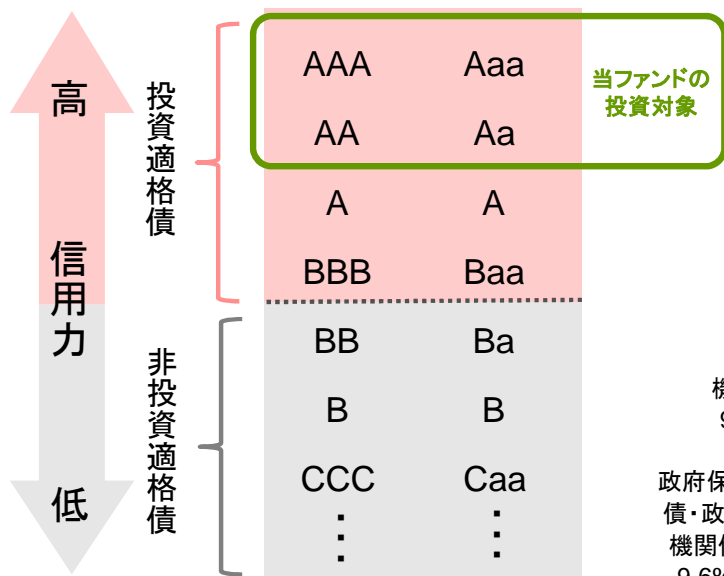 高
信用力
低
投資適格債
非投資適格債
AAA Aaa
AA Aa
A A
BBB Baa
BB Ba
B B
CCC Caa
当ファンドの
投資対象
政府保
債・政
機関
9.6%